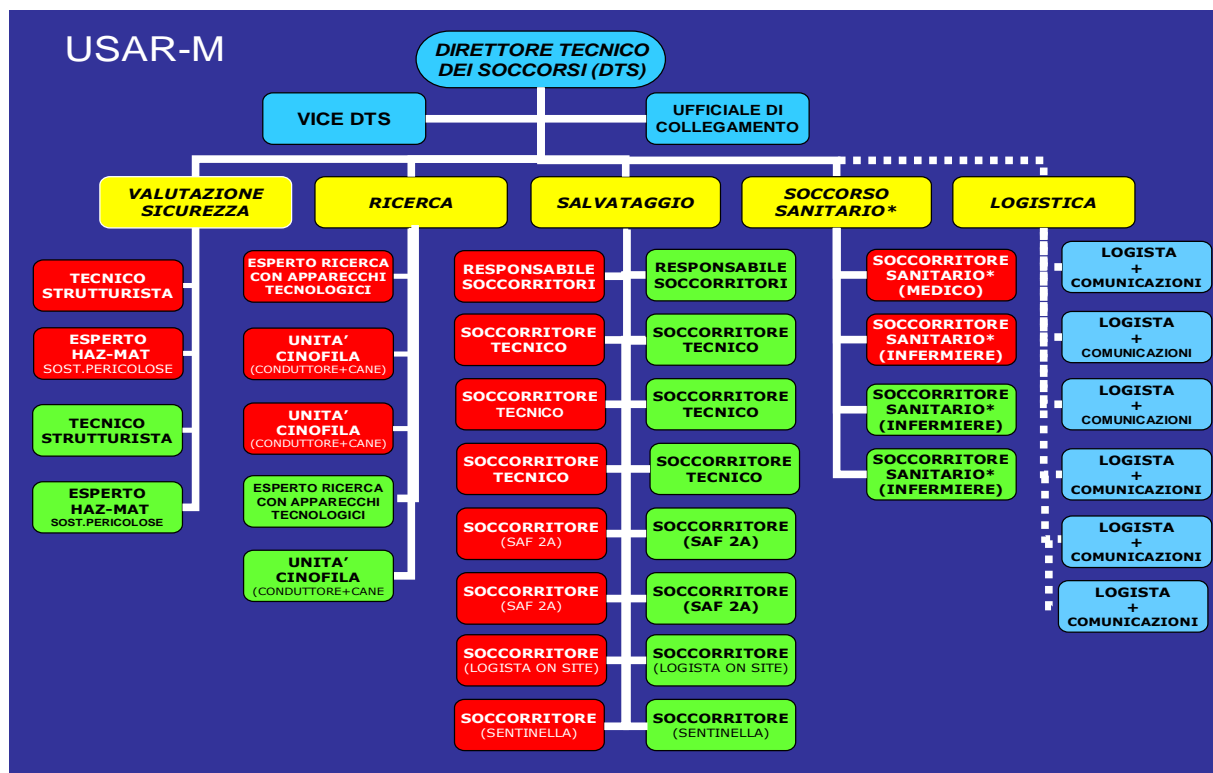 USAR-M
DIRETTORE TECNICO
DEI SOCCORSI (DTS)
VICE DTS
UFFICIALE DI
COLLEGAMENTO
VALUTAZIONE
SICUREZZA
RICERCA
SALVATAGGIO
SOCCORSO
SANITARIO*
LOGISTICA
TECNICO
STRUTTURISTA
ESPERTO
HAZ-MAT
SOST.PERICOLOSE
TECNICO
STRUTTURISTA
ESPERTO
HAZ-MAT
SOST.PERICOLOSE
ESPERTO RICERCA
CON APPARECCHI
TECNOLOGICI
UNITA'
CINOFILA
(CONDUTTORE+CANE)
UNITA'
CINOFILA
(CONDUTTORE+CANE)
ESPERTO RICERCA
CON APPARECCHI
TECNOLOGICI
UNITA'
CINOFILA
(CONDUTTORE+CANE
RESPONSABILE
SOCCORRITORI
SOCCORRITORE
TECNICO
SOCCORRITORE
TECNICO
SOCCORRITORE
TECNICO
SOCCORRITORE
(SAF 2A)
SOCCORRITORE
(SAF 2A)
SOCCORRITORE
(LOGISTA ON SITE)
SOCCORRITORE
(SENTINELLA)
RESPONSABILE
SOCCORRITORI
SOCCORRITORE
TECNICO
SOCCORRITORE
TECNICO
SOCCORRITORE
TECNICO
SOCCORRITORE
(SAF 2A)
SOCCORRITORE
(SAF 2A)
SOCCORRITORE
(LOGISTA ON SITE)
SOCCORRITORE
(SENTINELLA)
SOCCORRITORE
SANITARIO*
(MEDICO)
SOCCORRITORE
SANITARIO*
(INFERMIERE)
SOCCORRITORE
SANITARIO*
(INFERMIERE)
SOCCORRITORE
SANITARIO*
(INFERMIERE)
LOGISTA
+
COMUNICAZIONI
LOGISTA
+
COMUNICAZIONI
LOGISTA
+
COMUNICAZIONI
LOGISTA
+
COMUNICAZIONI
LOGISTA
+
COMUNICAZIONI
LOGISTA
+
COMUNICAZIONI